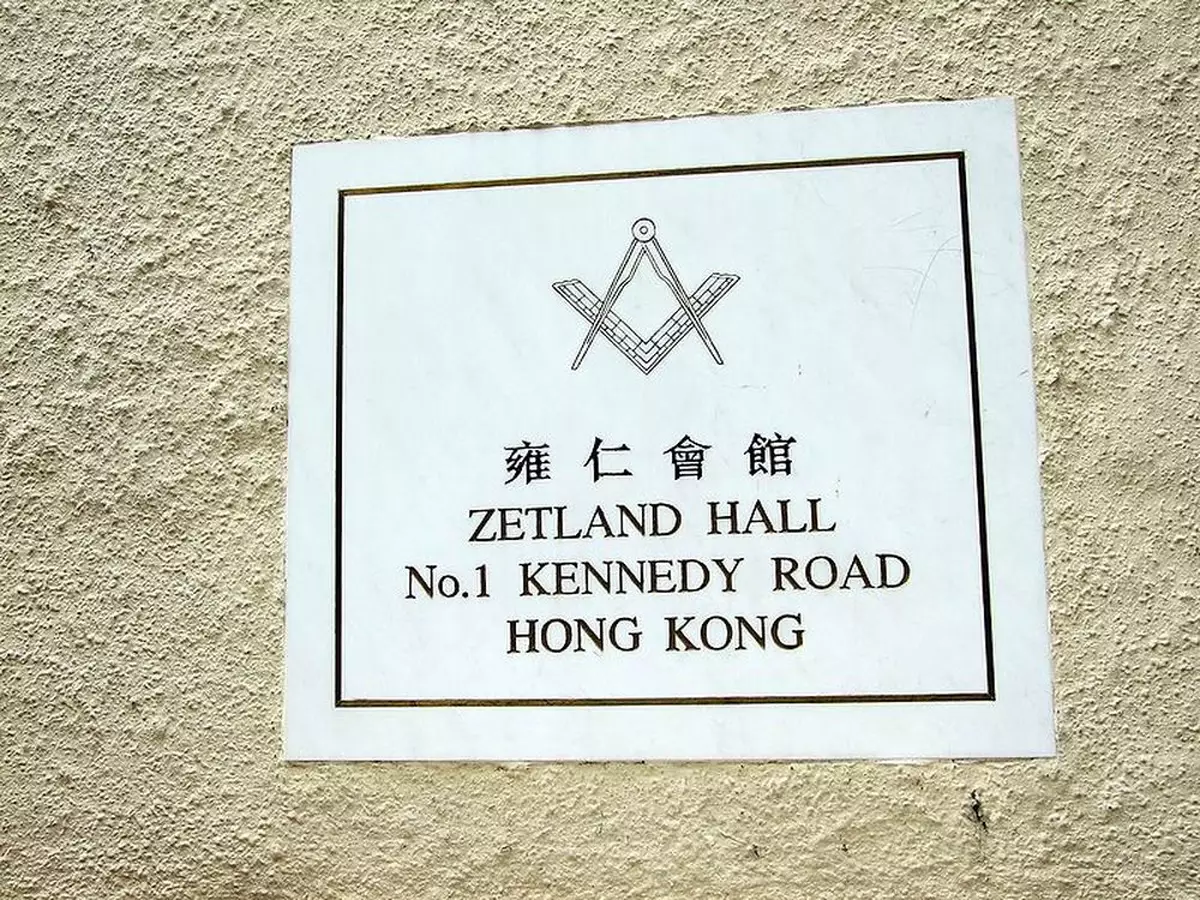 雍仁會館
ZETLAND HALL
No.1 KENNEDY ROAD
HONG KONG